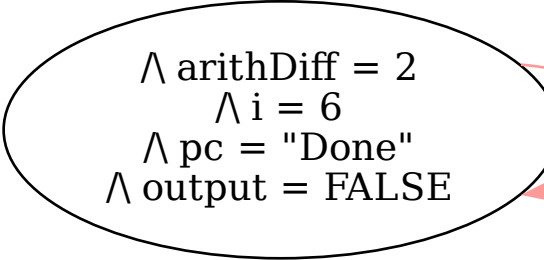 /\ arithDiff = 2
/\ i = 6
/\ pc = "Done"
/\ output = FALSE